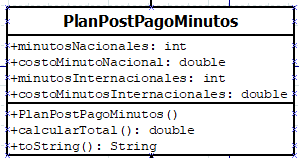 PlanPostPagoMinutos
+minutosNacionales: int
+costoMinutoNacional: double
+minutosInternacionales: int
+costoMinutosInternacionales: double
+PlanPostPagoMinutos()
+calcularTotal(): double
+toString(): String